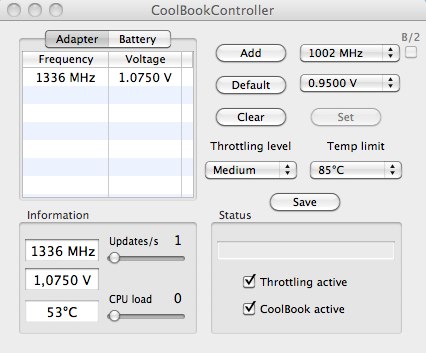 CoolBookController
Adapter Battery
Frequency Voltage
1336 MHz 1.0750 V
B/2
Add 1002 MHz
Default 0.9500 V
Clear Set
Throttling level Temp limit
Medium 85°C
Save
Information
Updates/s 1
1336 MHz
1,0750 V
CPU load 0
53°C
Status
Throttling active
CoolBook active